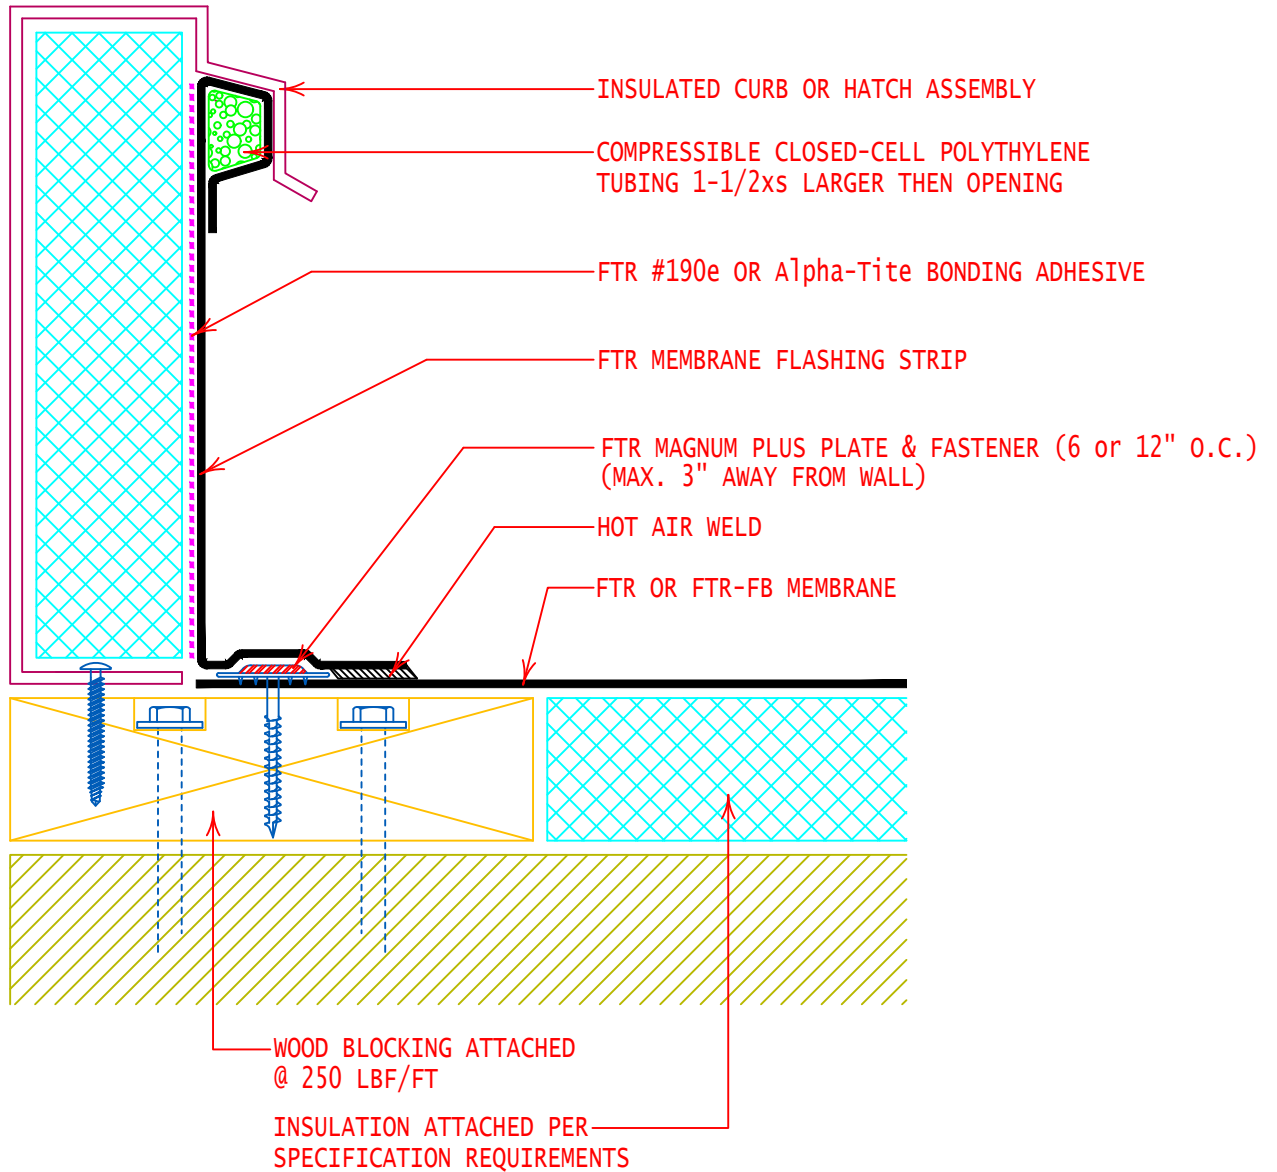 INSULATED CURB OR HATCH ASSEMBLY
COMPRESSIBLE CLOSED-CELL POLYTHYLENE
TUBING 1-1/2xs LARGER THEN OPENING
FTR #190e OR Alpha-Tite BONDING ADHESIVE
FTR MEMBRANE FLASHING STRIP
FTR MAGNUM PLUS PLATE & FASTENER (6 or 12" O.C.)
(MAX. 3" AWAY FROM WALL)
HOT AIR WELD
FTR OR FTR-FB MEMBRANE
WOOD BLOCKING ATTACHED
@ 250 LBF/FT
INSULATION ATTACHED PER
SPECIFICATION REQUIREMENTS